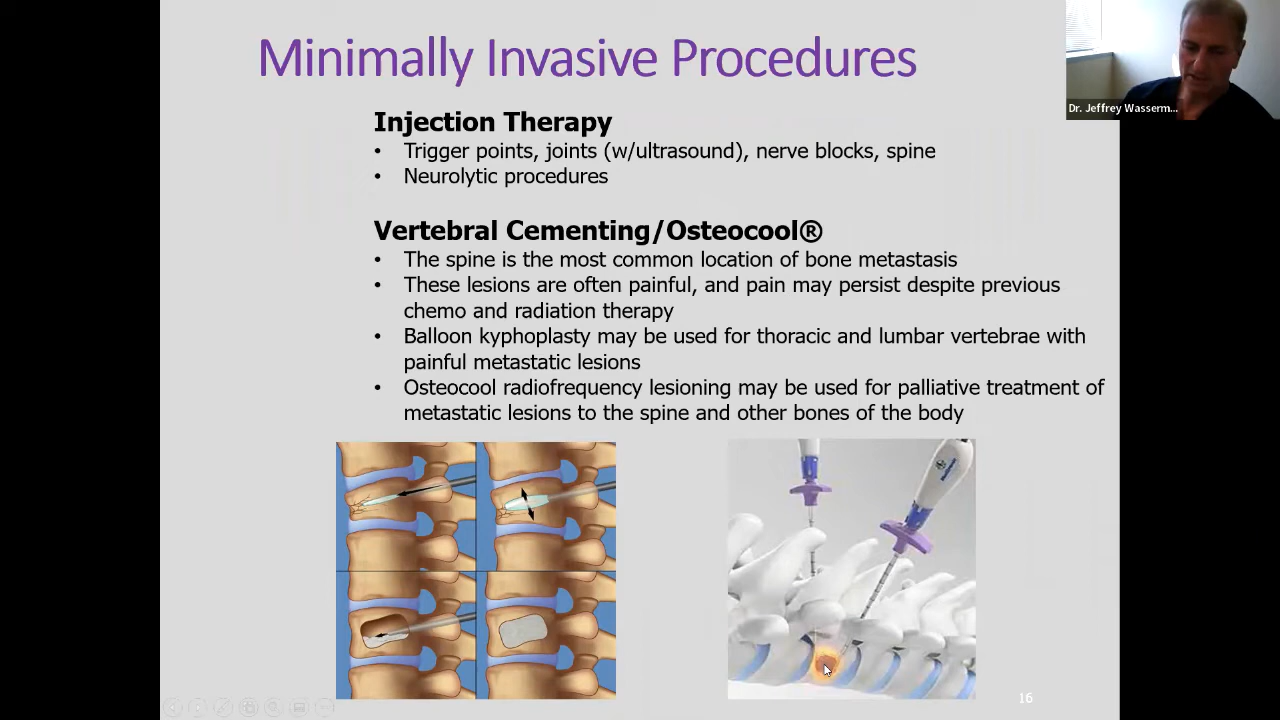 Minimally Invasive Procedures
Dr. Jeffrey Wasserm...
Injection Therapy
• Trigger points, joints (w/ultrasound), nerve blocks, spine
• Neurolytic procedures
Vertebral Cementing/Osteocool®
• The spine is the most common location of bone metastasis
• These lesions are often painful, and pain may persist despite previous
chemo and radiation therapy
• Balloon kyphoplasty may be used for thoracic and lumbar vertebrae with
painful metastatic lesions
• Osteocool radiofrequency lesioning may be used for palliative treatment of
metastatic lesions to the spine and other bones of the body
16